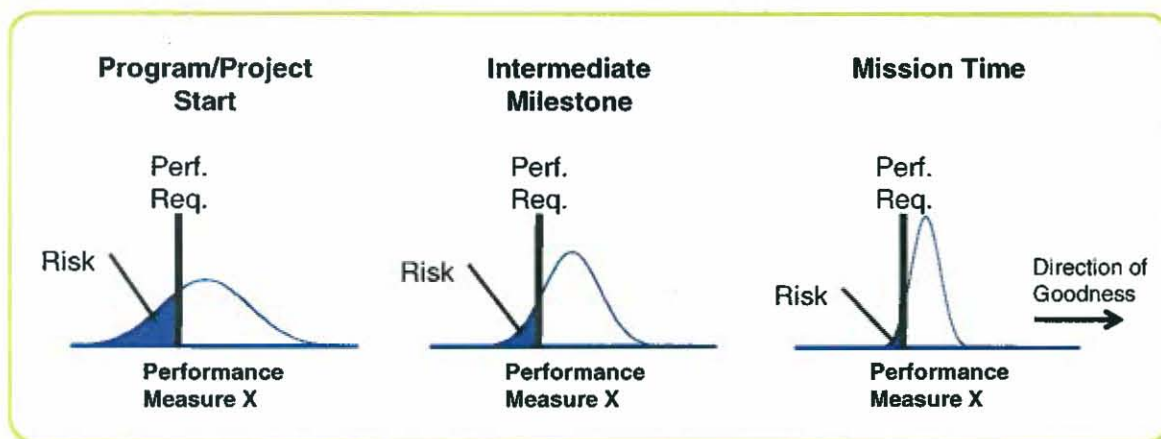 Program/Project
Start
Perf.
Req.
Risk
Performance
Measure X
Intermediate
Milestone
Perf.
Req.
Risk
Performance
Measure X
Mission Time
Perf.
Req.
Risk
Direction of
Goodness
Performance
Measure X